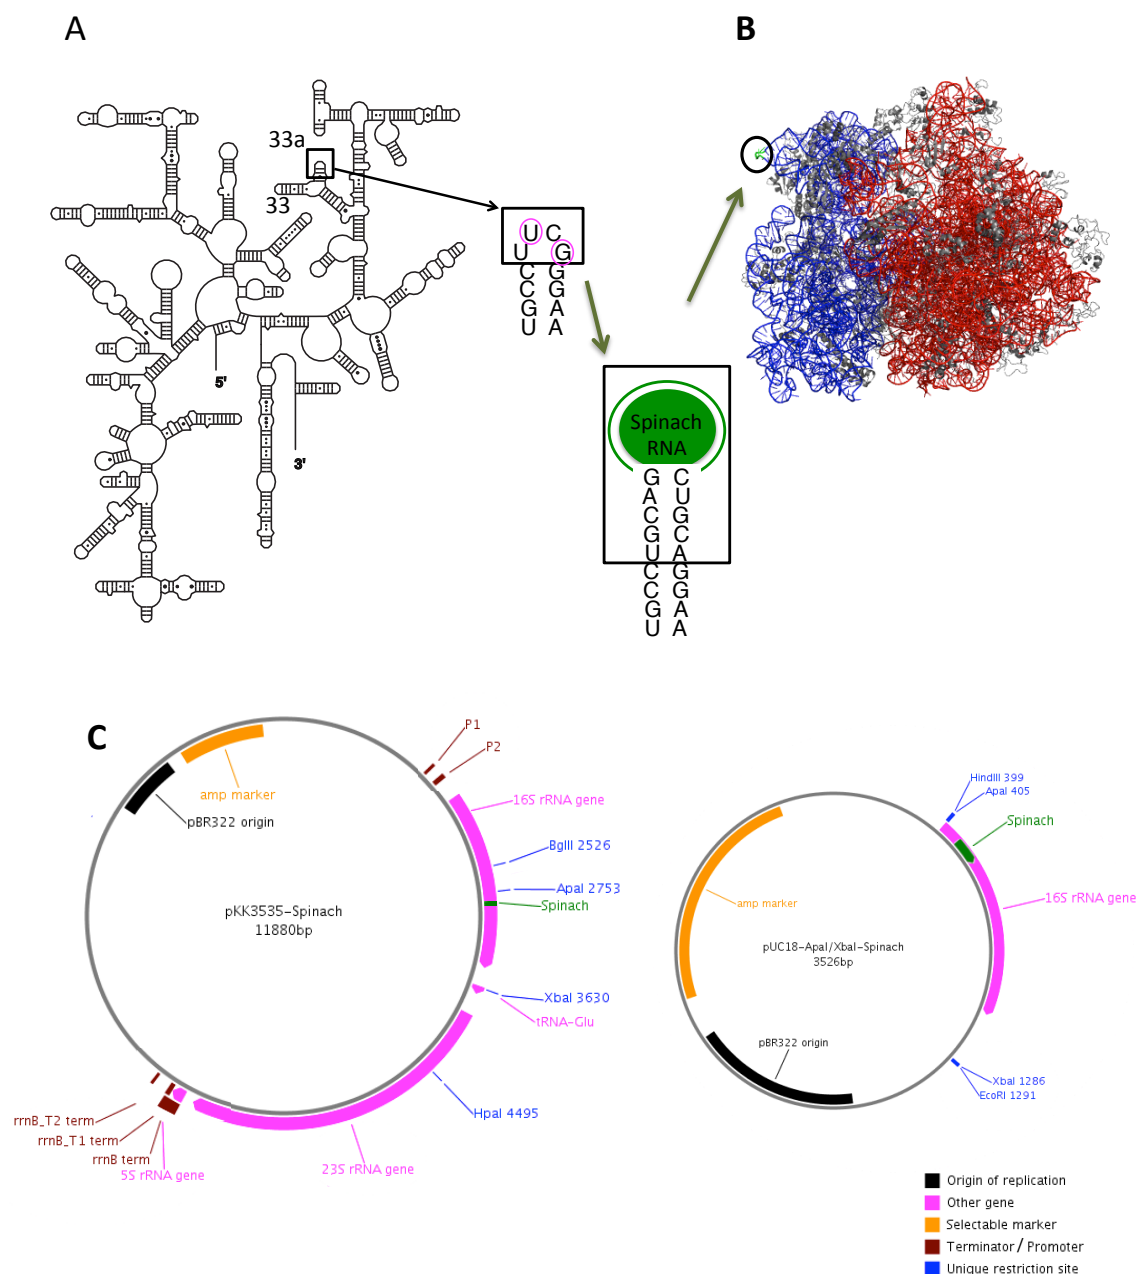 A
B
33a
33
5'
3'
U C
U G
C G
C G
G A
U A
Spinach
RNA
G C
A U
C G
G C
U A
C G
C G
G A
U A
C
P1
P2
amp marker
pBR322 origin
16S rRNA gene
BglII 2526
ApaI 2753
Spinach
pKK3535-Spinach
11880bp
XbaI 3630
tRNA-Glu
HpaI 4495
rrnB_T2 term
rrnB_T1 term
rrnB term
5S rRNA gene
23S rRNA gene
HindIII 399
ApaI 405
Spinach
16S rRNA gene
amp marker
pUC18-ApaI/XbaI-Spinach
3526bp
pBR322 origin
XbaI 1286
EcoRI 1291
Origin of replication
Other gene
Selectable marker
Terminator/Promoter
Unique restriction site